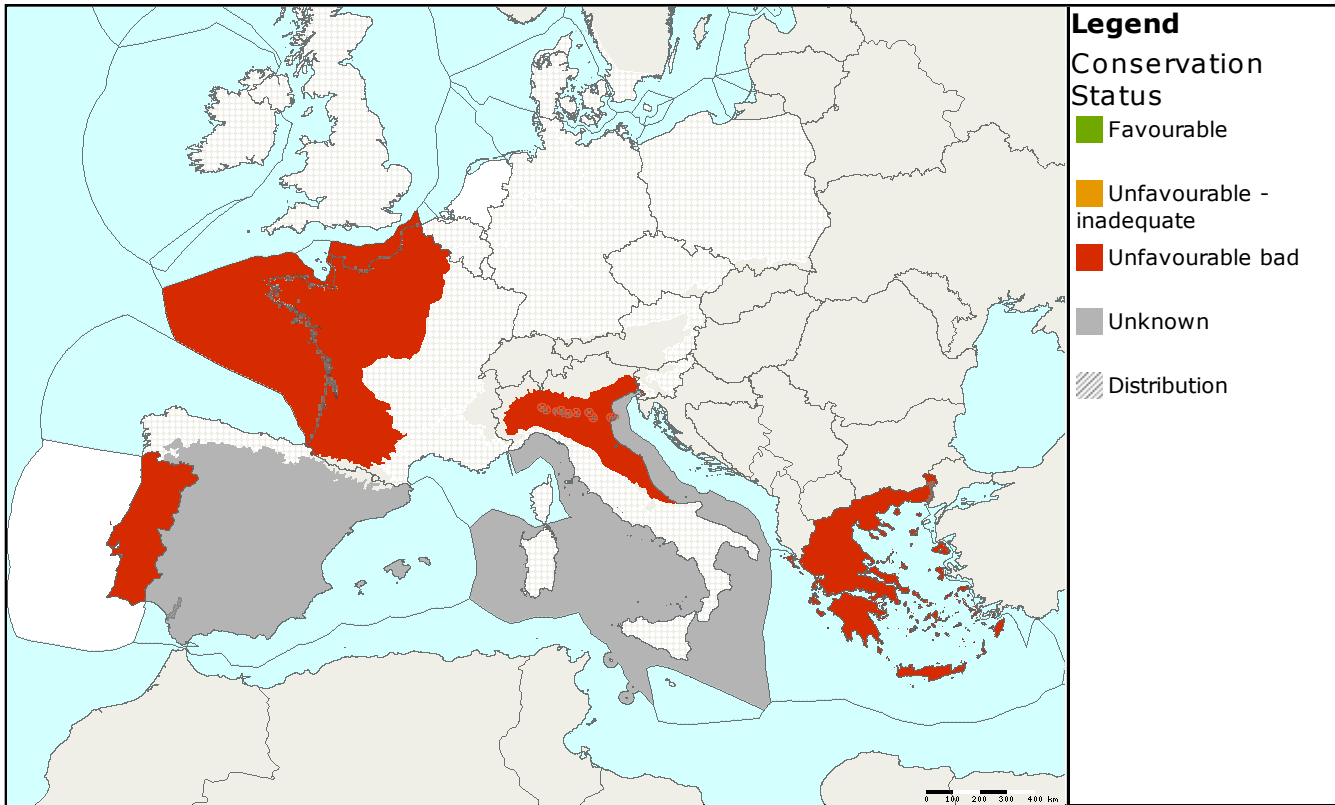 Legend
Conservation
Status
Favourable
Unfavourable -
inadequate
Unfavourable bad
Unknown
Distribution
0 100 200 300 400 km